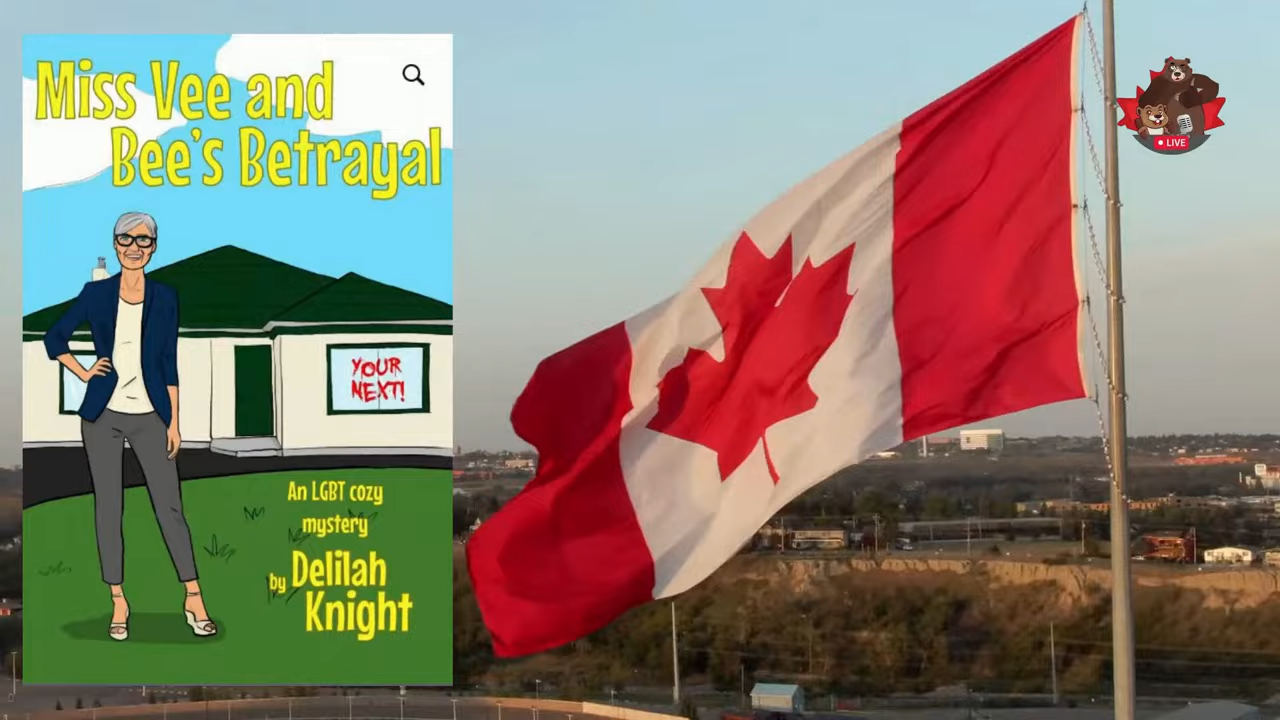 Miss Vee and
Bee's Betrayal
YOUR
NEXT!
An LGBT cozy
mystery
by Delilah
Knight
LIVE